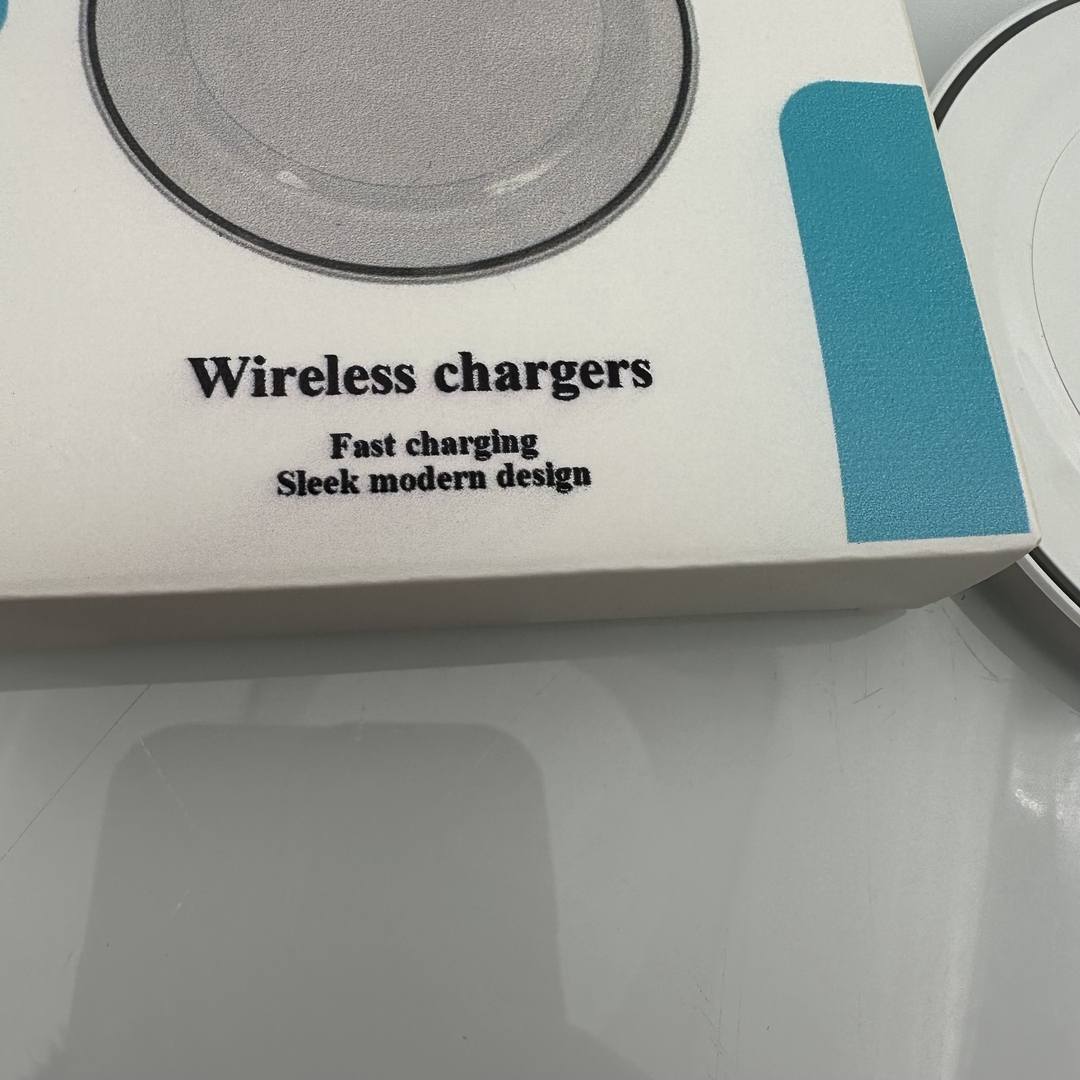 Wireless chargers
Fast charging
Sleek modern design